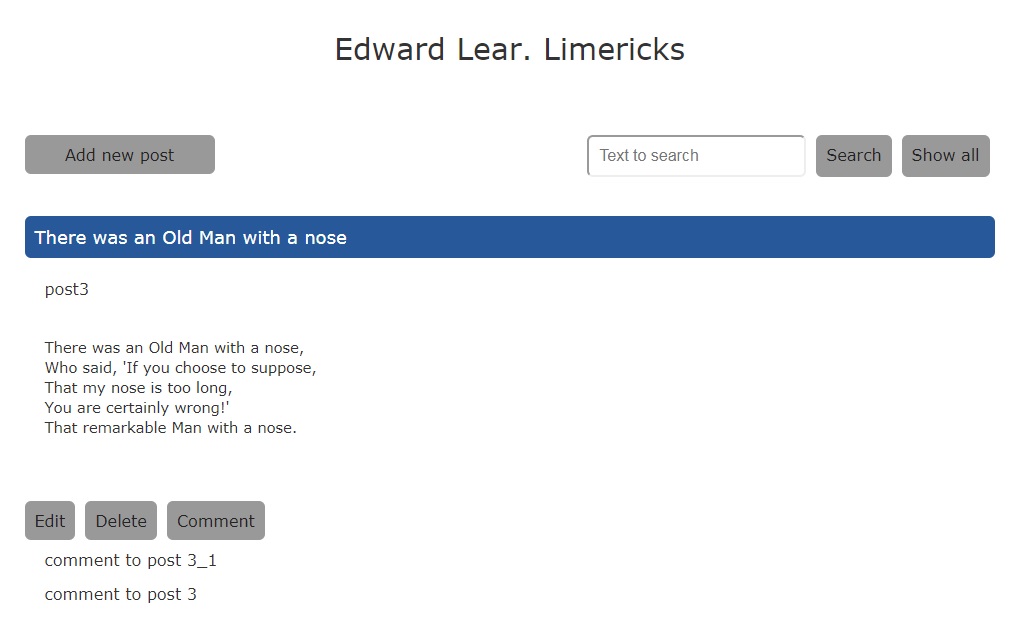 Edward Lear. Limericks
Add new post
Text to search
Search
Show all
There was an Old Man with a nose
post3
There was an Old Man with a nose,
Who said, 'If you choose to suppose,
That my nose is too long,
You are certainly wrong!'
That remarkable Man with a nose.
Edit
Delete
Comment
comment to post 3_1
comment to post 3